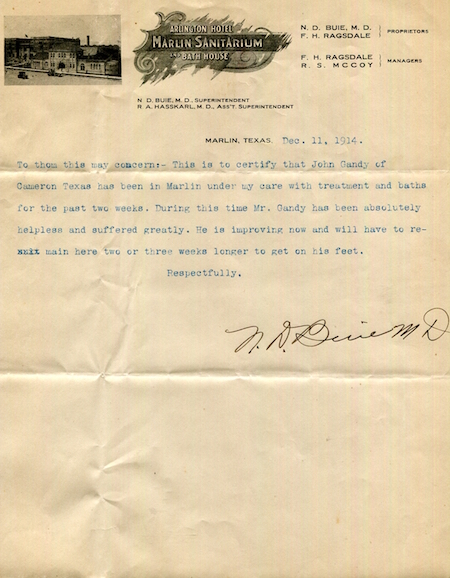 ARLINGTON HOTEL
MARLIN SANITARIUM
AND BATH HOUSE
N. D. BUIE, M. D.
F. H. RAGSDALE
PROPRIETORS
F. H. RAGSDALE
R. S. MCCOY
MANAGERS
N. D. BUIE, M.D., SUPERINTENDENT
R. A. HASSKARL, M.D., ASS'T. SUPERINTENDENT
MARLIN, TEXAS, Dec. 11, 1914.
To thom this may concern:- This is to certify that John Gandy of
Cameron Texas has been in Marlin under my care with treatment and baths
for the past two weeks. During this time Mr. Gandy has been absolutely
helpless and suffered greatly. He is improving now and will have to re-
main here two or three weeks longer to get on his feet.
Respectfully,
N. D. Buie M D